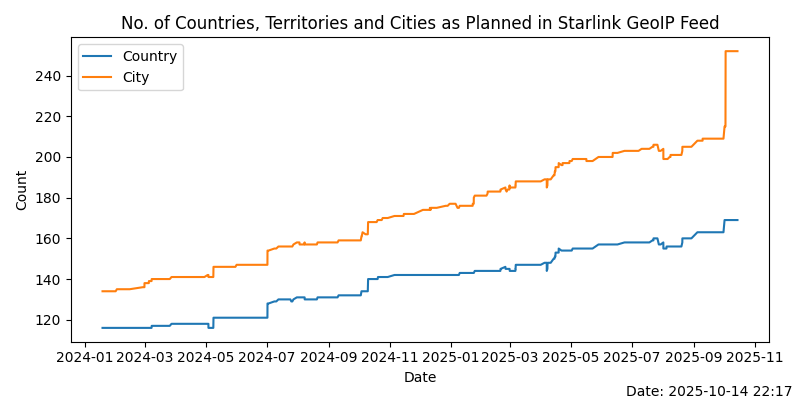 No. of Countries, Territories and Cities as Planned in Starlink GeoIP Feed
Country
City
240
220
200
180
160
140
120
Count
2024-01 2024-03 2024-05 2024-07 2024-09 2024-11 2025-01 2025-03 2025-05 2025-07 2025-09 2025-11
Date
Date: 2025-10-14 22:17